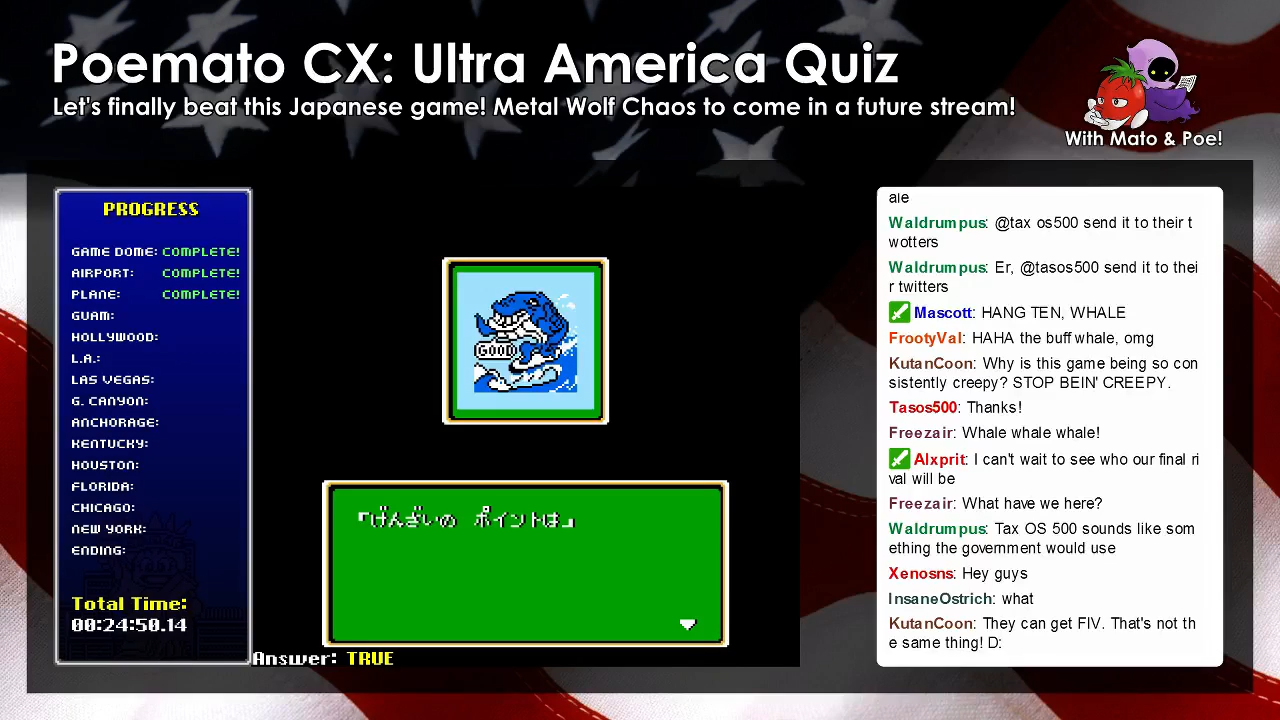 Poemato CX: Ultra America Quiz
Let's finally beat this Japanese game! Metal Wolf Chaos to come in a future stream!
With Mato & Poe!
PROGRESS
GAME DOME: COMPLETE!
AIRPORT: COMPLETE!
PLANE: COMPLETE!
GUAM:
HOLLYWOOD:
L.A.:
LAS VEGAS:
G. CANYON:
ANCHORAGE:
KENTUCKY:
HOUSTON:
FLORIDA:
CHICAGO:
NEW YORK:
ENDING:
Total Time:
00:24:50.14
GOOD
『げんざいの ポイントは』
Answer: TRUE
ale
Waldrumpus: @tax os500 send it to their t
wotters
Waldrumpus: Er, @tasos500 send it to thei
r twitters
Mascott: HANG TEN, WHALE
FrootyVal: HAHA the buff whale, omg
KutanCoon: Why is this game being so con
sistently creepy? STOP BEIN' CREEPY.
Tasos500: Thanks!
Freezair: Whale whale whale!
Alxprit: I can't wait to see who our final ri
val will be
Freezair: What have we here?
Waldrumpus: Tax OS 500 sounds like som
ething the government would use
Xenosns: Hey guys
InsaneOstrich: what
KutanCoon: They can get FIV. That's not th
e same thing! D: